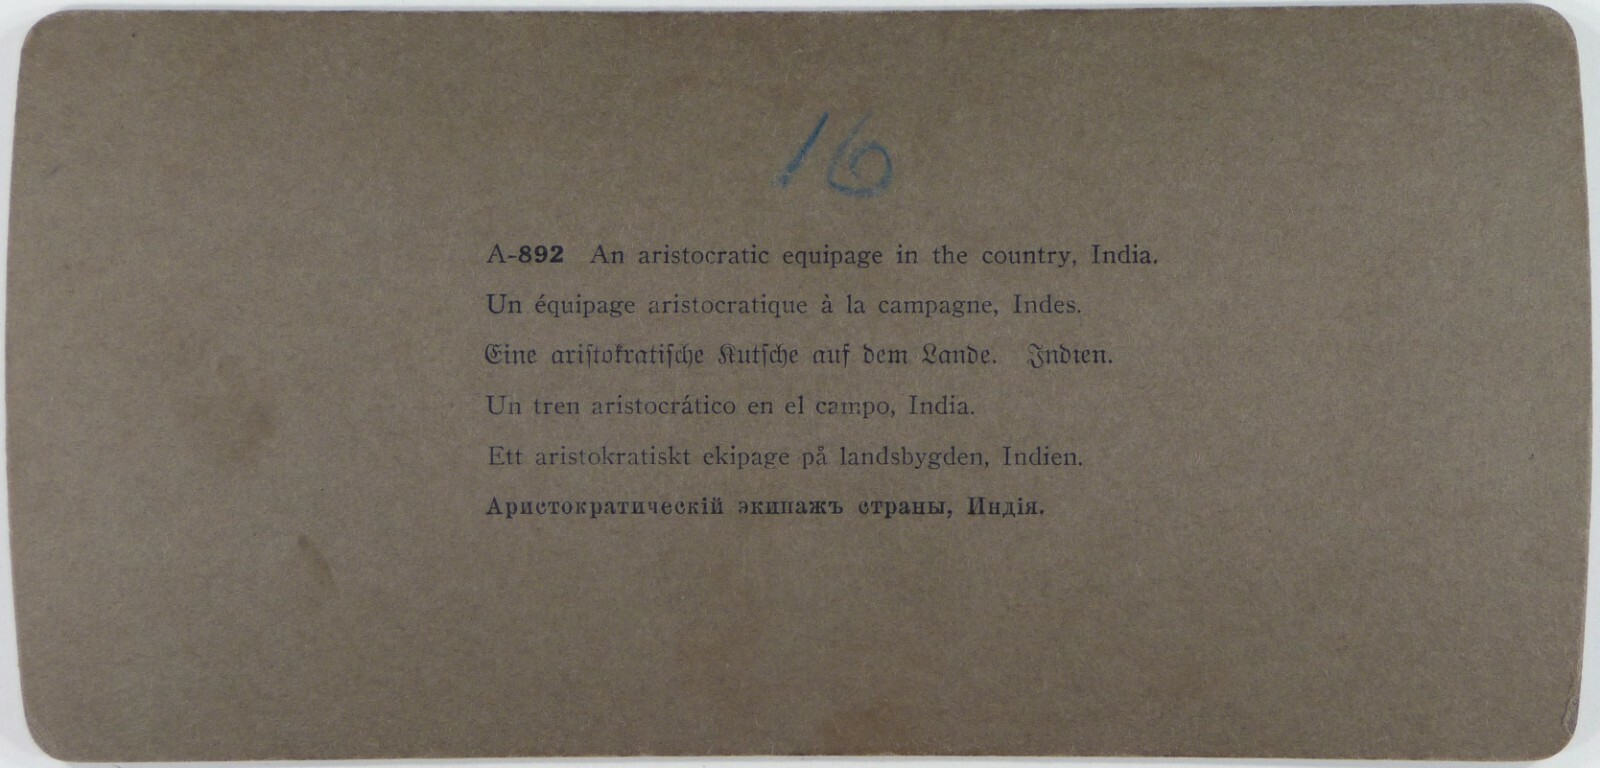 16
A-892 An aristocratic equipage in the country, India.
Un équipage aristocratique à la campagne, Indes.
Eine aristokratische Kutsche auf dem Lande. Indien.
Un tren aristocrático en el campo, India.
Ett aristokratiskt ekipage på landsbygden, Indien.
Аристократическій экипажъ страны, Индія.